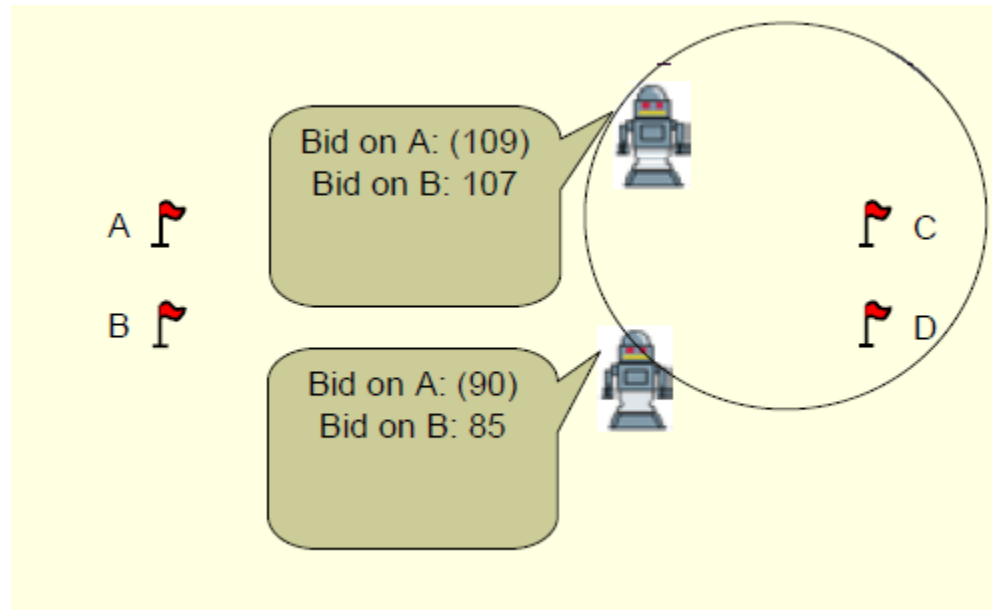 Bid on A: (109)
Bid on B: 107
A
C
B
D
Bid on A: (90)
Bid on B: 85